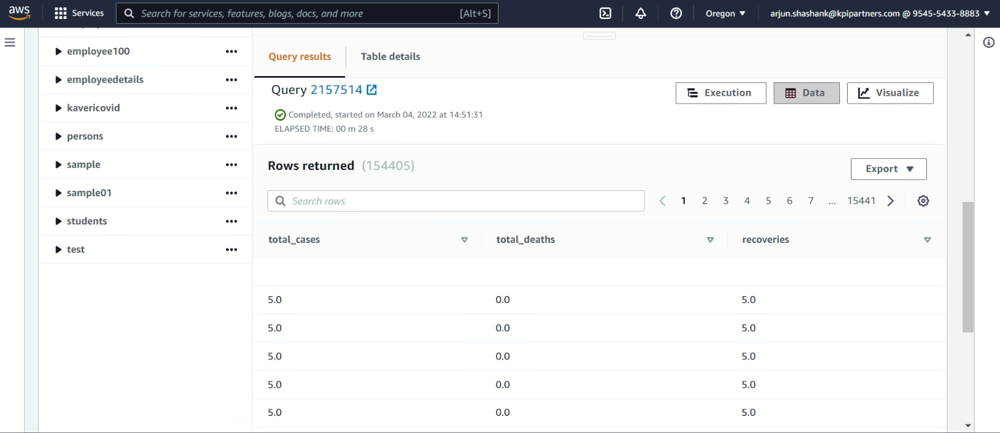 aws Services Search for services, features, blogs, docs, and more [Alt+S] Oregon ▼ arjun.shashank@kpipartners.com @ 9545-5433-8883 ▼
employee100
employeedetails
kavericovid
persons
sample
sample01
students
test
Query results Table details
Query 2157514
Execution Data Visualize
Completed, started on March 04, 2022 at 14:51:31
ELAPSED TIME: 00 m 28 s
Rows returned (154405)
Export ▼
Search rows
1 2 3 4 5 6 7 ... 15441
total_cases total_deaths recoveries
5.0 0.0 5.0
5.0 0.0 5.0
5.0 0.0 5.0
5.0 0.0 5.0
5.0 0.0 5.0